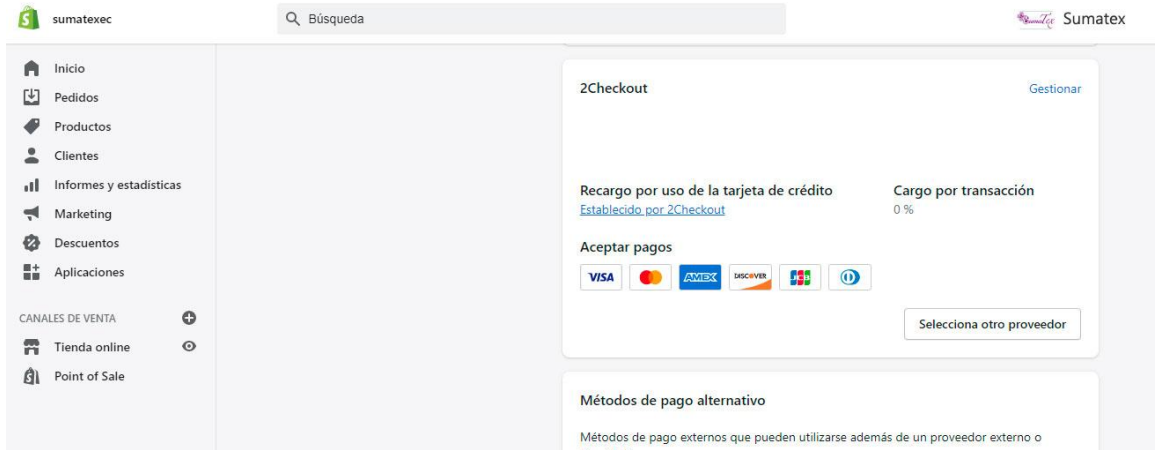 sumatexec
Búsqueda
SumaTex Sumatex
Inicio
Pedidos
Productos
Clientes
Informes y estadísticas
Marketing
Descuentos
Aplicaciones
CANALES DE VENTA
Tienda online
Point of Sale
2Checkout Gestionar
Recargo por uso de la tarjeta de crédito Cargo por transacción
Establecido por 2Checkout 0 %
Aceptar pagos
VISA AMEX DISCOVER JCB
Selecciona otro proveedor
Métodos de pago alternativo
Métodos de pago externos que pueden utilizarse además de un proveedor externo o